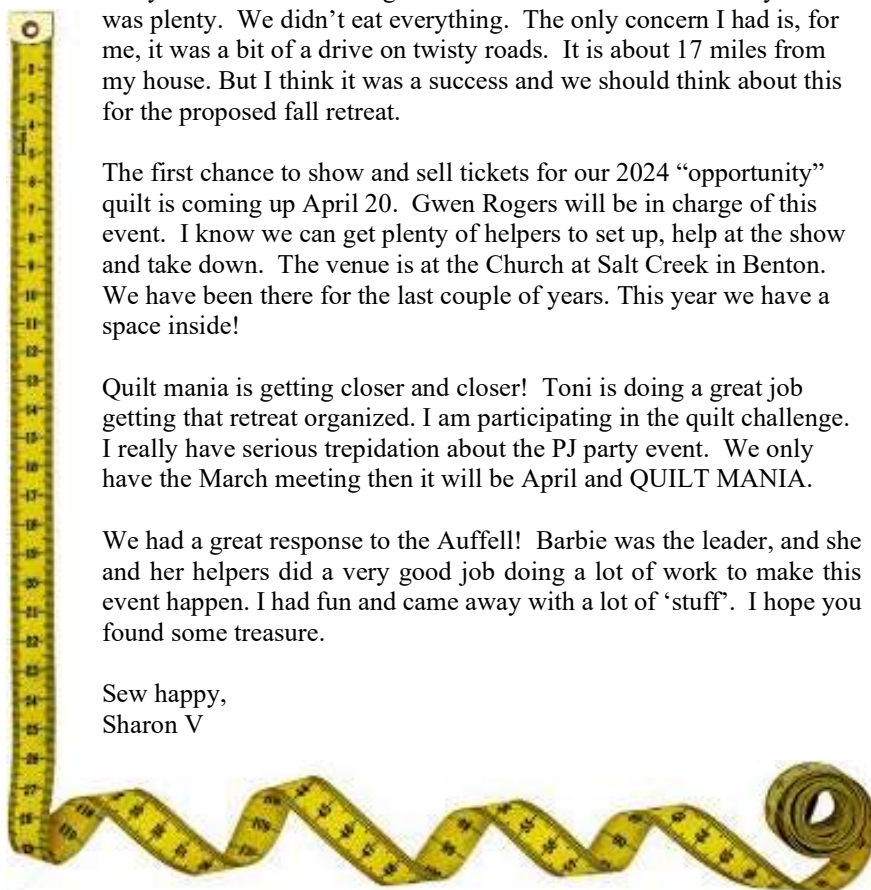 was plenty.  We didn’t eat everything.  The only concern I had is, for
me, it was a bit of a drive on twisty roads.  It is about 17 miles from
my house. But I think it was a success and we should think about this
for the proposed fall retreat.
The first chance to show and sell tickets for our 2024 “opportunity”
quilt is coming up April 20.  Gwen Rogers will be in charge of this
event.  I know we can get plenty of helpers to set up, help at the show
and take down.  The venue is at the Church at Salt Creek in Benton.
We have been there for the last couple of years. This year we have a
space inside!
Quilt mania is getting closer and closer!  Toni is doing a great job
getting that retreat organized. I am participating in the quilt challenge.
I really have serious trepidation about the PJ party event.  We only
have the March meeting then it will be April and QUILT MANIA.
We had a great response to the Auffell!  Barbie was the leader, and she
and her helpers did a very good job doing a lot of work to make this
event happen. I had fun and came away with a lot of ‘stuff’.  I hope you
found some treasure.
Sew happy,
Sharon V